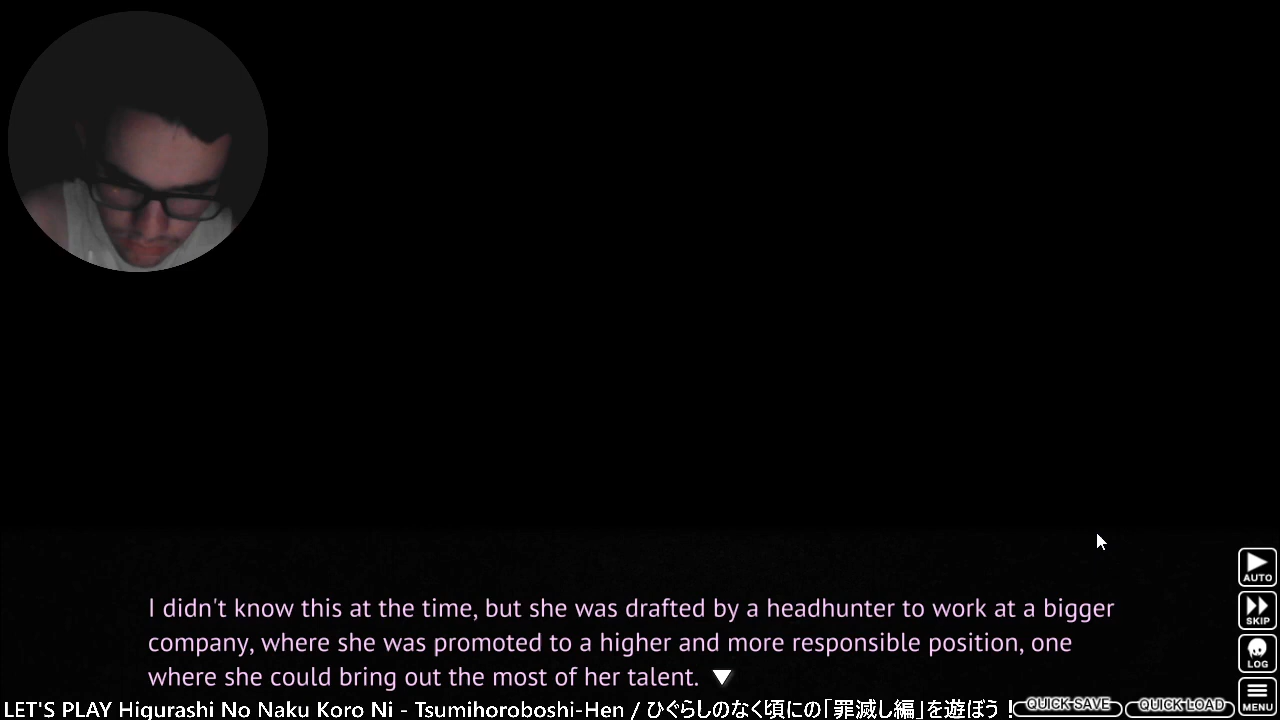 I didn't know this at the time, but she was drafted by a headhunter to work at a bigger
company, where she was promoted to a higher and more responsible position, one
where she could bring out the most of her talent.
AUTO
SKIP
LOG
MENU
LET'S PLAY Higurashi No Naku Koro Ni - Tsumihoroboshi-Hen / ひぐらしのなく頃にの「罪滅し編」を遊ぼう！
QUICK SAVE
QUICK LOAD